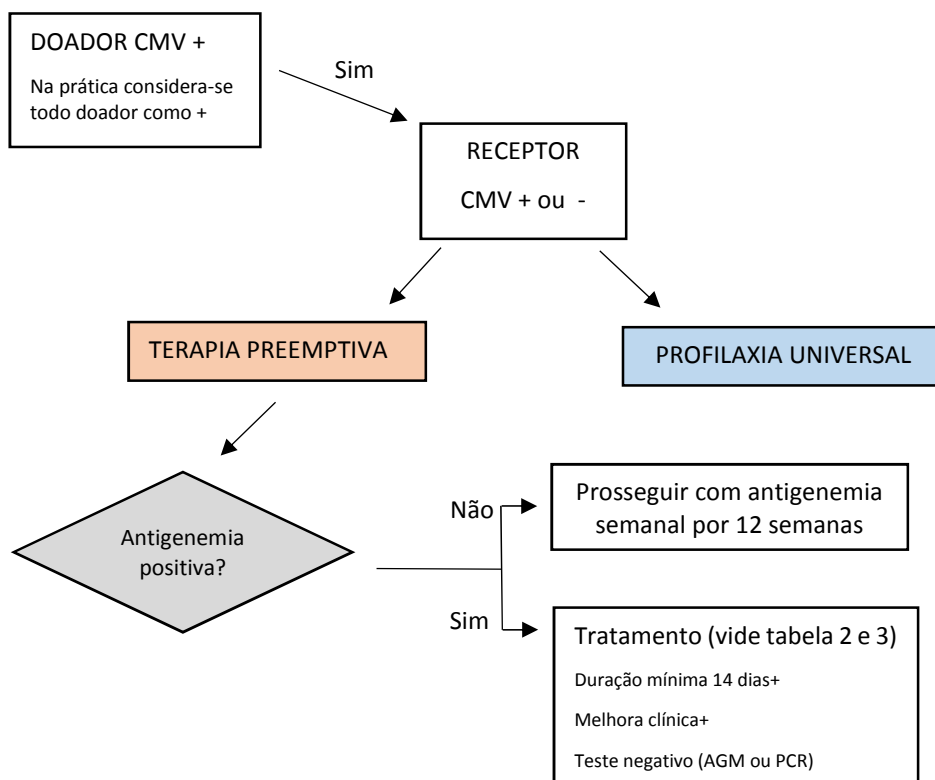 DOADOR CMV +
Na prática considera-se
todo doador como +
Sim
RECEPTOR
CMV + ou -
TERAPIA PREEMPTIVA
PROFILAXIA UNIVERSAL
Antigenemia
positiva?
Não
Prosseguir com antigenemia
semanal por 12 semanas
Sim
Tratamento (vide tabela 2 e 3)
Duração mínima 14 dias+
Melhora clínica+
Teste negativo (AGM ou PCR)